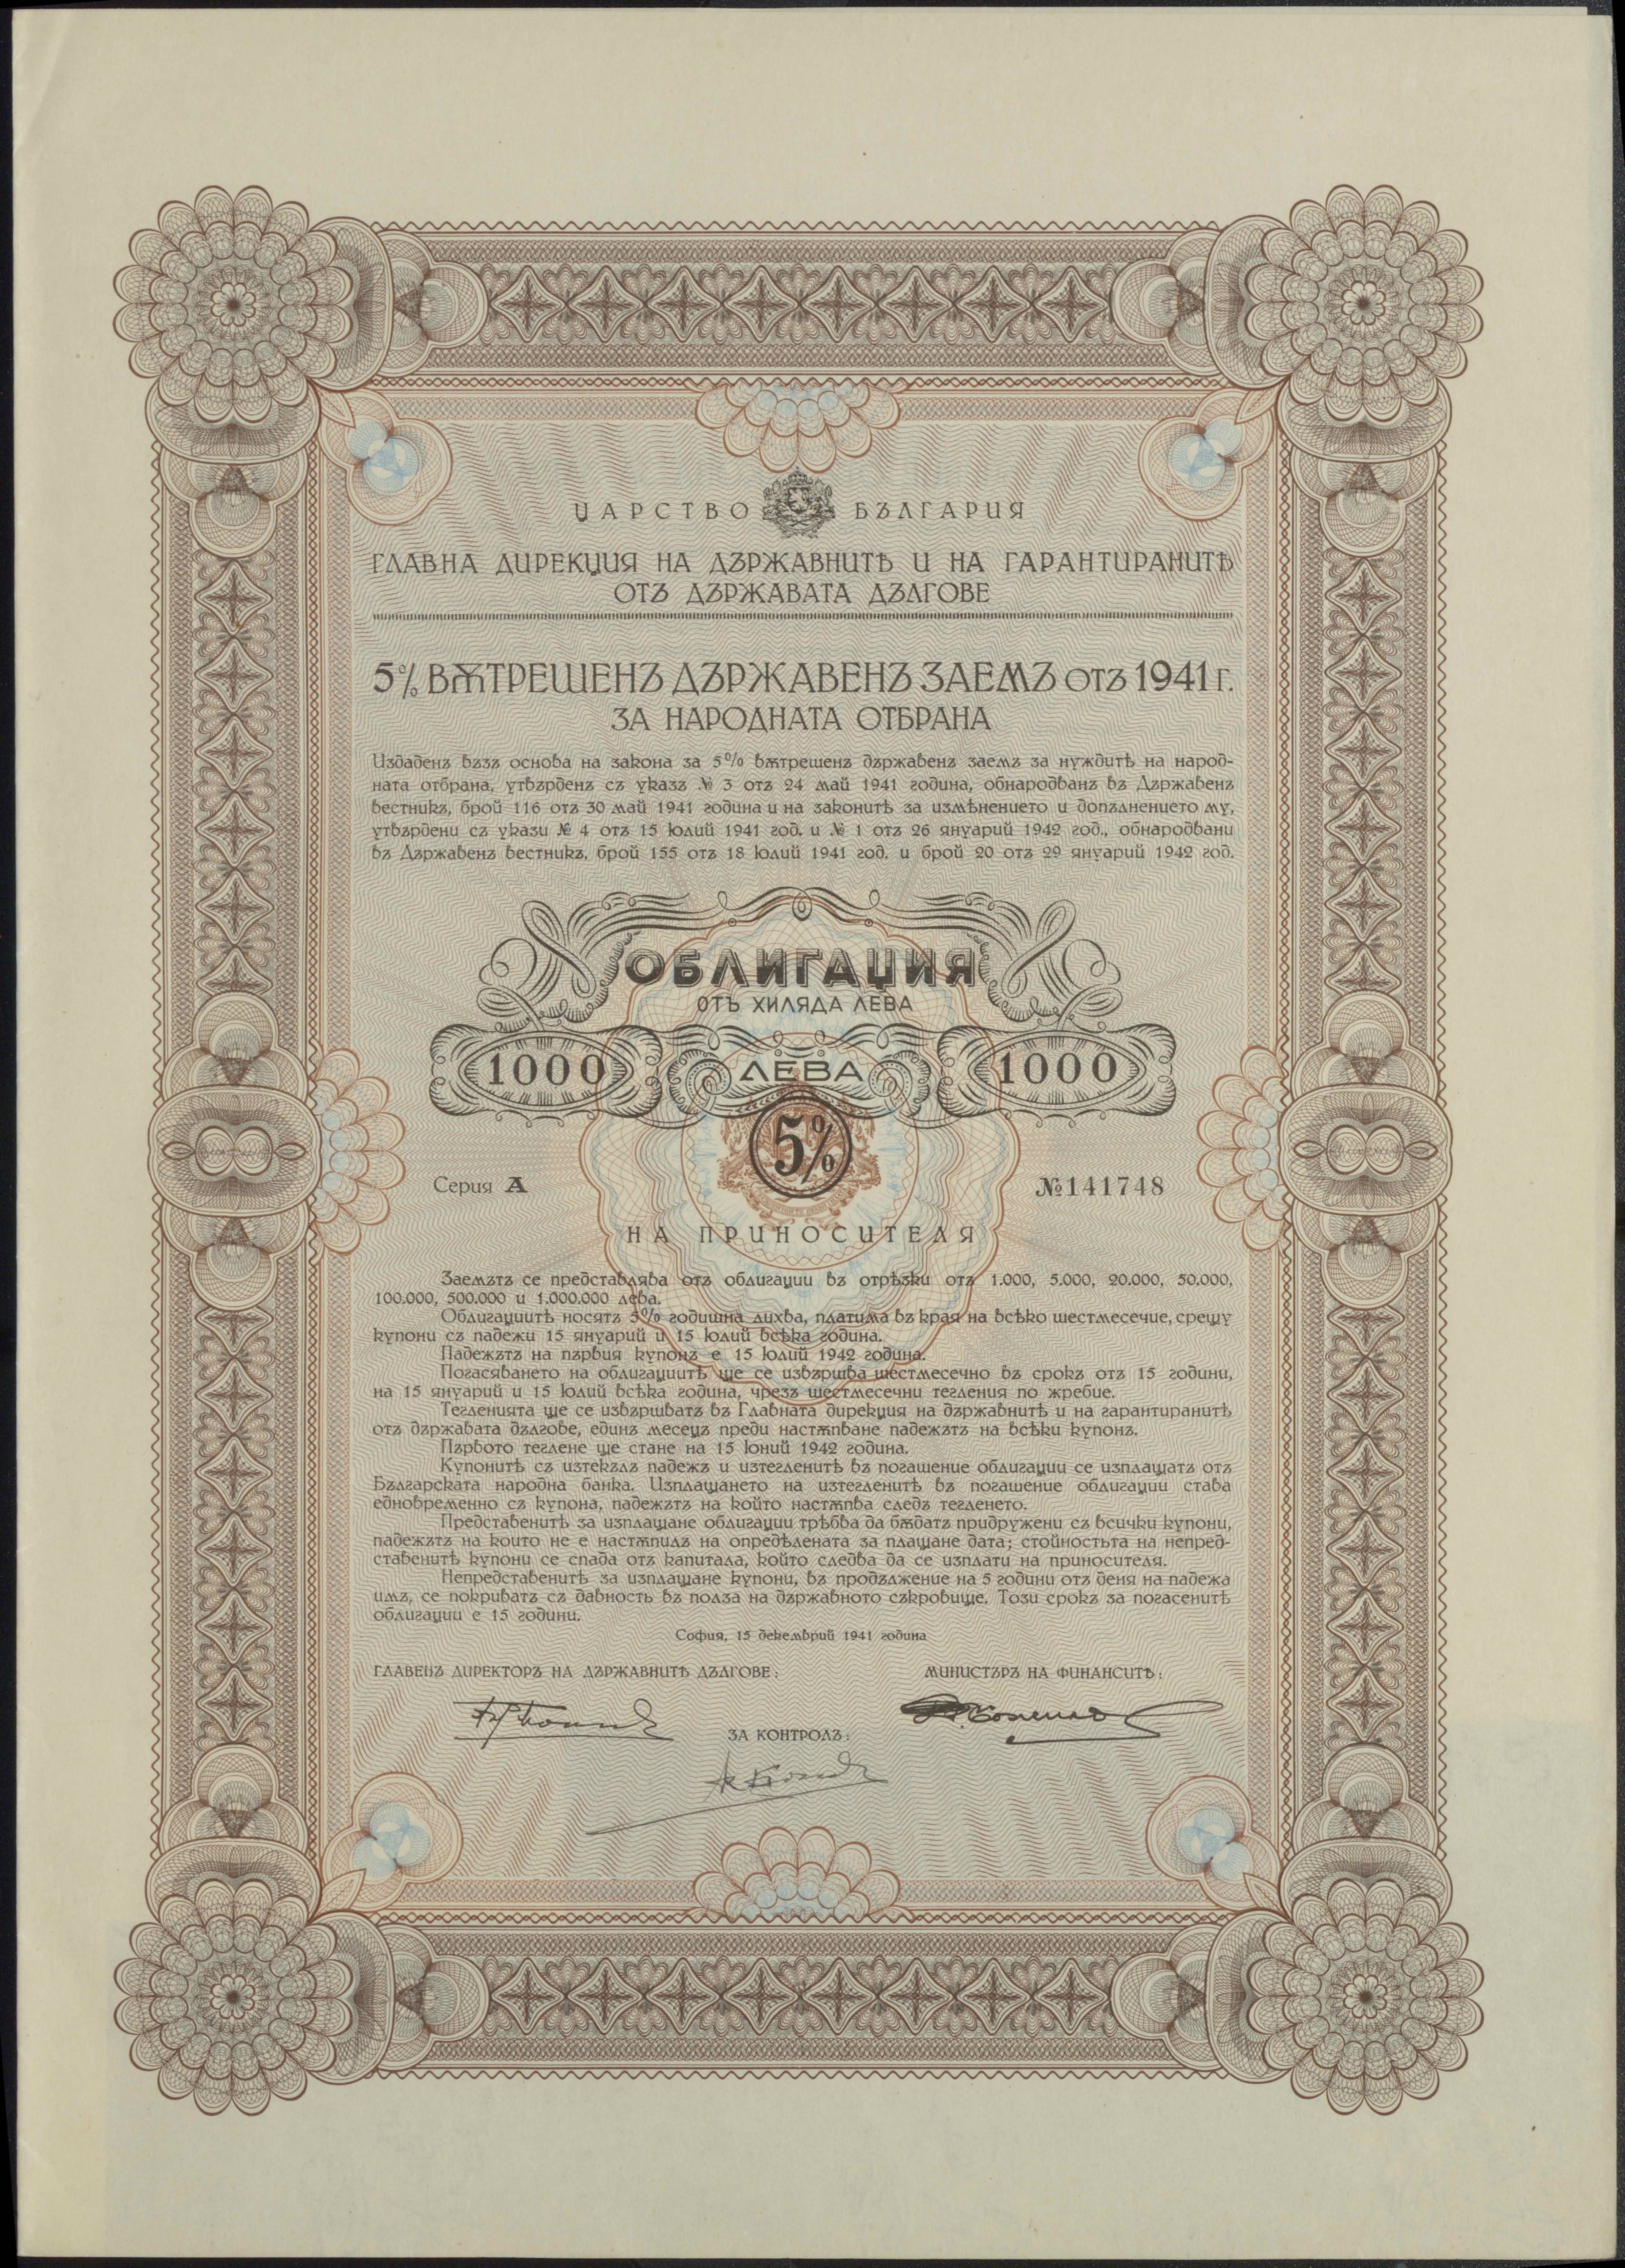 ЦАРСТВО БЪЛГАРИЯ
ГЛАВНА ДИРЕКЦИЯ НА ДЪРЖАВНИТѢ И НА ГАРАНТИРАНИТѢ
ОТЪ ДЪРЖАВАТА ДЪЛГОВЕ
5% ВѪТРЕШЕНЪ ДЪРЖАВЕНЪ ЗАЕМЪ отъ 1941 г.
ЗА НАРОДНАТА ОТБРАНА
Издаденъ възъ основа на закона за 5% вѫтрешенъ държавенъ заемъ за нуждитѣ на народ-
ната отбрана, утвърденъ съ указъ № 3 отъ 24 май 1941 година, обнародванъ въ Държавенъ
вестникъ, брой 116 отъ 30 май 1941 година и на законитѣ за измѣнението и допълнението му,
утвърдени съ укази № 4 отъ 15 юлий 1941 год. и № 1 отъ 26 януарий 1942 год., обнародвани
въ Държавенъ вестникъ, брой 155 отъ 18 юлий 1941 год. и брой 20 отъ 29 януарий 1942 год.
ОБЛИГАЦИЯ
ОТЪ ХИЛЯДА ЛЕВА
1000 ЛЕВА 1000
5%
Серия А №141748
НА ПРИНОСИТЕЛЯ
Заемътъ се представлява отъ облигации въ отрѣзки отъ 1.000, 5.000, 20.000, 50.000,
100.000, 500.000 и 1.000.000 лева.
Облигациитѣ носятъ 5% годишна лихва, платима въ края на всѣко шестмесечие, срещу
купони съ падежи 15 януарий и 15 юлий всѣка година.
Падежътъ на първия купонъ е 15 юлий 1942 година.
Погасяването на облигациитѣ ще се извършва шестмесечно въ срокъ отъ 15 години,
на 15 януарий и 15 юлий всѣка година, чрезъ шестмесечни тегления по жребие.
Тегленията ще се извършватъ въ Главната дирекция на държавнитѣ и на гарантиранитѣ
отъ държавата дългове, единъ месецъ преди настѫпване падежътъ на всѣки купонъ.
Първото теглене ще стане на 15 юний 1942 година.
Купонитѣ съ изтекълъ падежъ и изтегленитѣ въ погашение облигации се изплащатъ отъ
Българската народна банка. Изплащането на изтегленитѣ въ погашение облигации става
едновременно съ купона, падежътъ на който настѫпва следъ тегленето.
Представенитѣ за изплащане облигации трѣбва да бѫдатъ придружени съ всички купони,
падежътъ на които не е настѫпилъ на опредѣлената за плащане дата; стойностьта на непред-
ставенитѣ купони се спада отъ капитала, който следва да се изплати на приносителя.
Непредставенитѣ за изплащане купони, въ продължение на 5 години отъ деня на падежа
имъ, се покриватъ съ давность въ полза на държавното съкровище. Този срокъ за погасенитѣ
облигации е 15 години.
София, 15 декемврий 1941 година
ГЛАВЕНЪ ДИРЕКТОРЪ НА ДЪРЖАВНИТѢ ДЪЛГОВЕ: МИНИСТЪРЪ НА ФИНАНСИТѢ:
ЗА КОНТРОЛЪ: